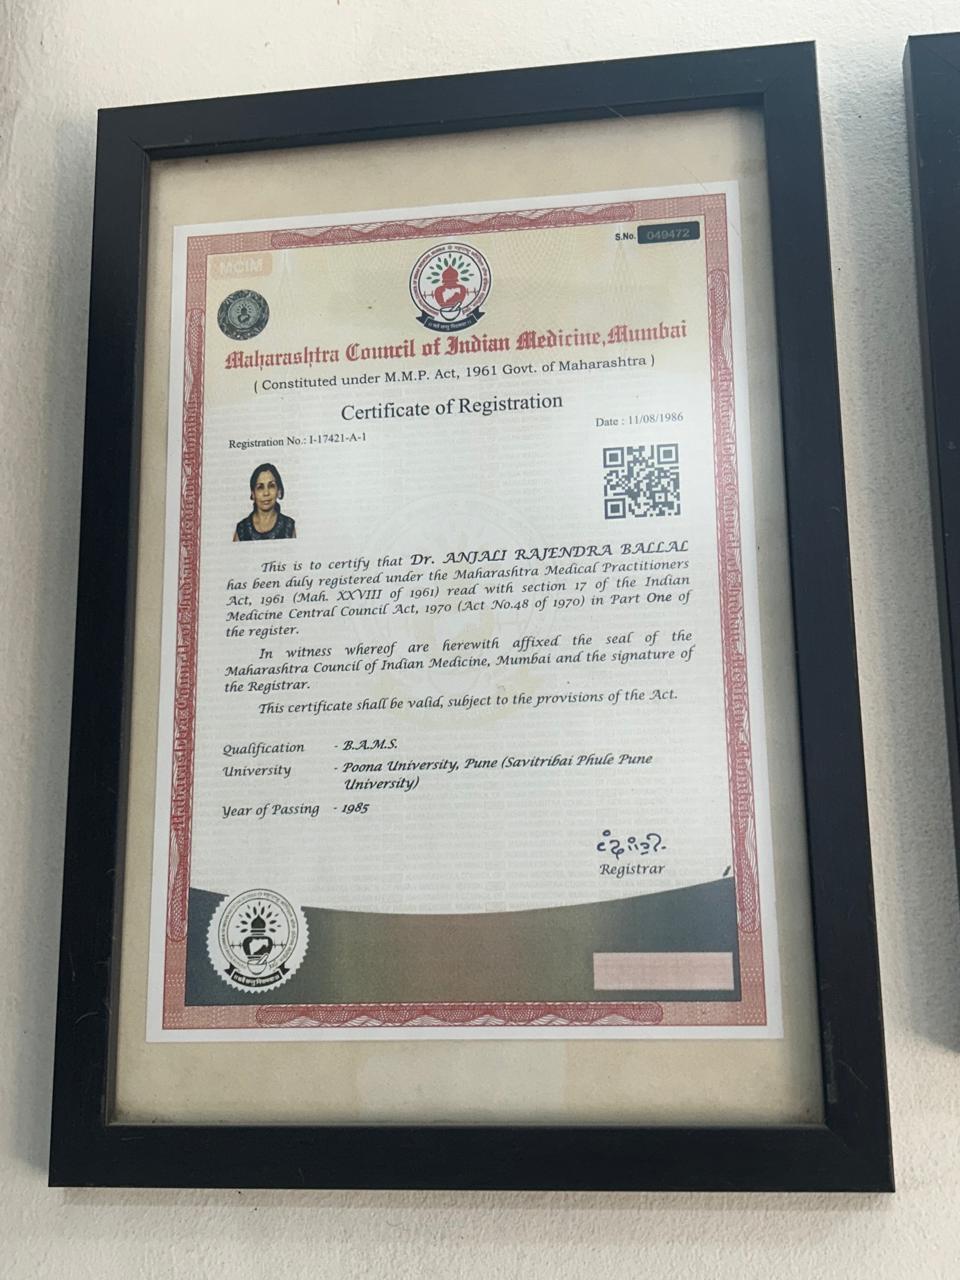 S.No. 049472
MCIM
Maharashtra Council of Indian Medicine, Mumbai
( Constituted under M.M.P. Act, 1961 Govt. of Maharashtra )
Certificate of Registration
Date : 11/08/1986
Registration No.: I-17421-A-1
This is to certify that Dr. ANJALI RAJENDRA BALLAL
has been duly registered under the Maharashtra Medical Practitioners
Act, 1961 (Mah. XXVIII of 1961) read with section 17 of the Indian
Medicine Central Council Act, 1970 (Act No.48 of 1970) in Part One of
the register.
In witness whereof are herewith affixed the seal of the
Maharashtra Council of Indian Medicine, Mumbai and the signature of
the Registrar.
This certificate shall be valid, subject to the provisions of the Act.
Qualification - B.A.M.S.
University - Poona University, Pune (Savitribai Phule Pune
University)
Year of Passing - 1985
Registrar